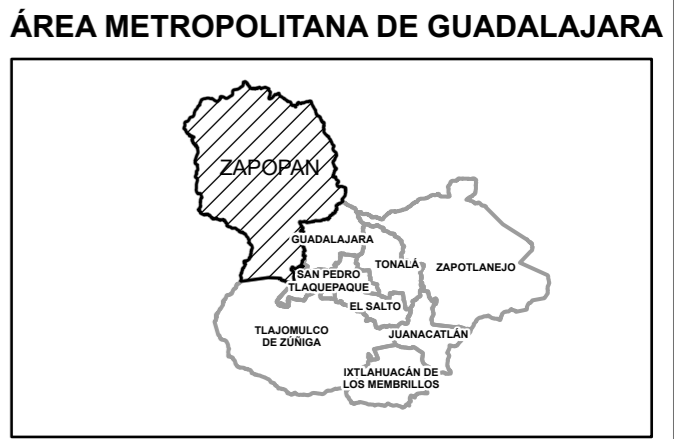 ÁREA METROPOLITANA DE GUADALAJARA
ZAPOPAN
GUADALAJARA
TONALÁ
ZAPOTLANEJO
SAN PEDRO
TLAQUEPAQUE
EL SALTO
TLAJOMULCO
DE ZÚÑIGA
JUANACATLÁN
IXTLAHUACÁN DE
LOS MEMBRILLOS